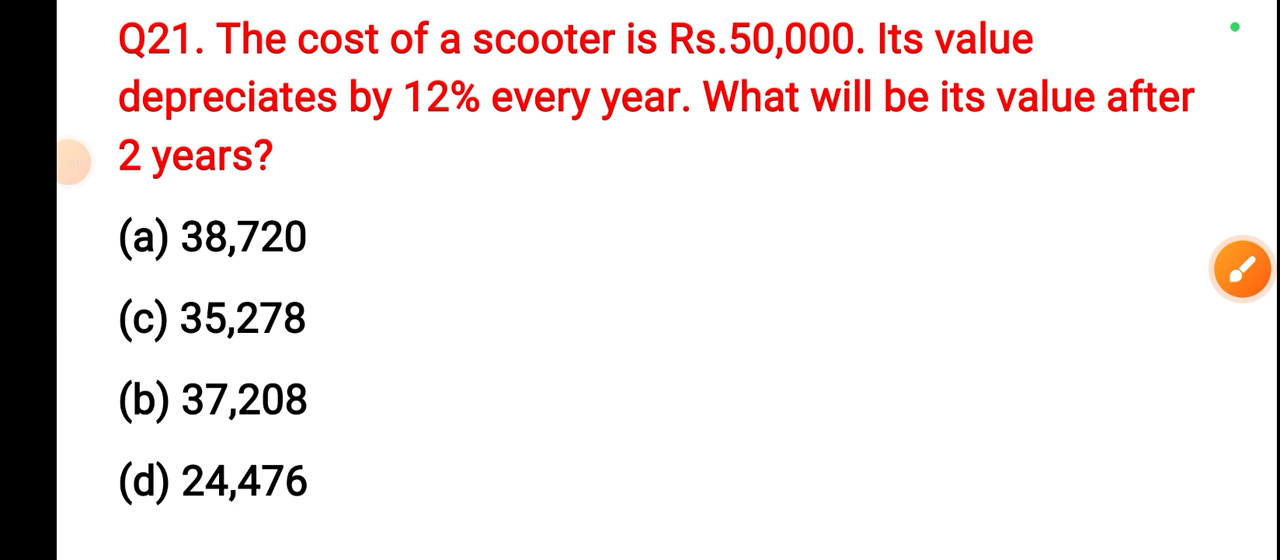 Q21. The cost of a scooter is Rs.50,000. Its value
depreciates by 12% every year. What will be its value after
2 years?
(a) 38,720
(c) 35,278
(b) 37,208
(d) 24,476